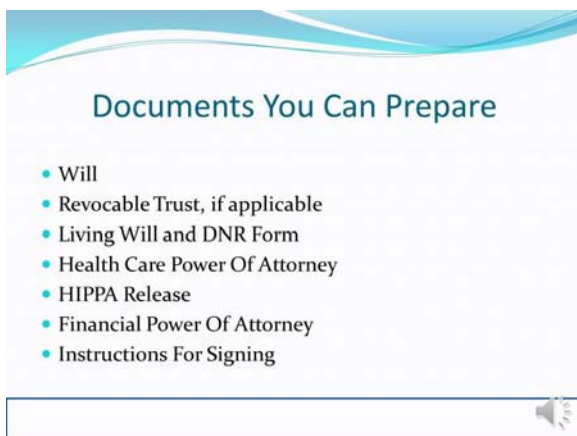 Documents You Can Prepare
• Will
• Revocable Trust, if applicable
• Living Will and DNR Form
• Health Care Power Of Attorney
• HIPPA Release
• Financial Power Of Attorney
• Instructions For Signing